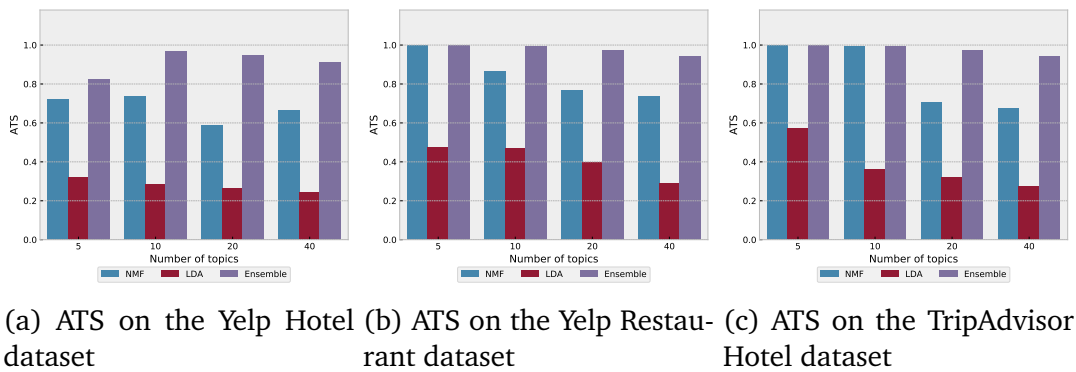 1.0
0.8
0.6
0.4
0.2
0.0
ATS
5 10 20 40
Number of topics
NMF LDA Ensemble
1.0
0.8
0.6
0.4
0.2
0.0
ATS
5 10 20 40
Number of topics
NMF LDA Ensemble
1.0
0.8
0.6
0.4
0.2
0.0
ATS
5 10 20 40
Number of topics
NMF LDA Ensemble
(a) ATS on the Yelp Hotel
dataset
(b) ATS on the Yelp Restau-
rant dataset
(c) ATS on the TripAdvisor
Hotel dataset